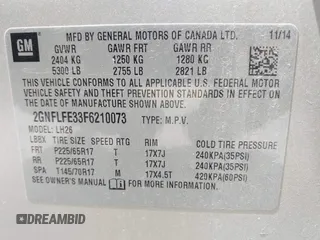 GM
MFD BY GENERAL MOTORS OF CANADA LTD. 11/14
GVWR GAWR FRT GAWR RR
2404 KG 1250 KG 1280 KG
5300 LB 2755 LB 2821 LB
THIS VEHICLE CONFORMS TO ALL APPLICABLE U.S. FEDERAL MOTOR
VEHICLE SAFETY AND THEFT PREVENTION STANDARDS IN EFFECT ON
THE DATE OF MANUFACTURE SHOWN ABOVE.
2GNFLFE33F6210073 TYPE: M.P.V.
MODEL: LH26
LBBX TIRE SIZE SPEED RTG RIM COLD TIRE PRESSURE
FRT P225/65R17 T 17X7J 240KPA(35PSI)
RR P225/65R17 T 17X7J 240KPA(35PSI)
SPA T145/70R17 M 17X4.5T 420KPA(60PSI)
SEE OWNER'S MANUAL FOR ADDITIONAL INFORMATION